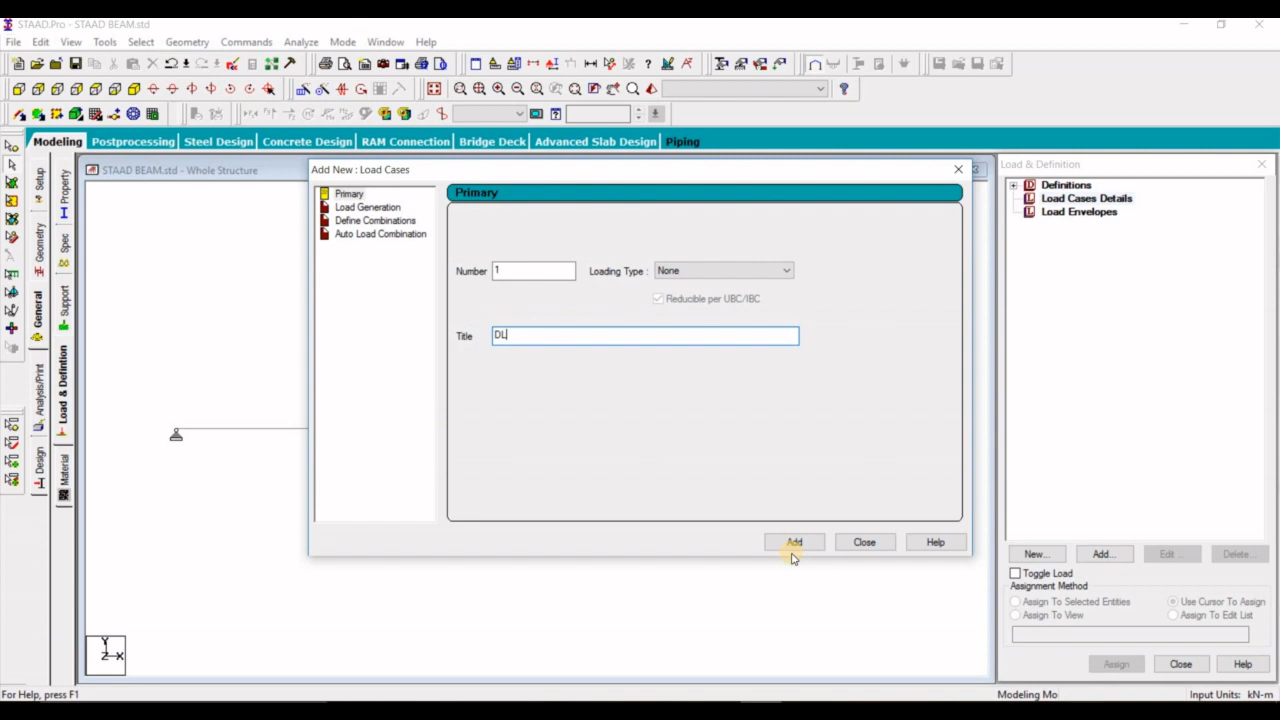 STAAD.Pro - STAAD BEAM.std
File Edit View Tools Select Geometry Commands Analyze Mode Window Help
Modeling Postprocessing Steel Design Concrete Design RAM Connection Bridge Deck Advanced Slab Design Piping
STAAD BEAM.std - Whole Structure
Setup
Geometry
General
Analysis/Print
Design
Property
Spec
Support
Load & Definition
Material
Add New : Load Cases
Primary
Load Generation
Define Combinations
Auto Load Combination
Primary
Number 1 Loading Type : None
Reducible per UBC/IBC
Title DL
Add Close Help
Load & Definition
Definitions
Load Cases Details
Load Envelopes
New... Add... Edit ... Delete...
Toggle Load
Assignment Method
Assign To Selected Entities Use Cursor To Assign
Assign To View Assign To Edit List
Assign Close Help
Y
Z X
For Help, press F1 Modeling Mo Input Units: kN-m